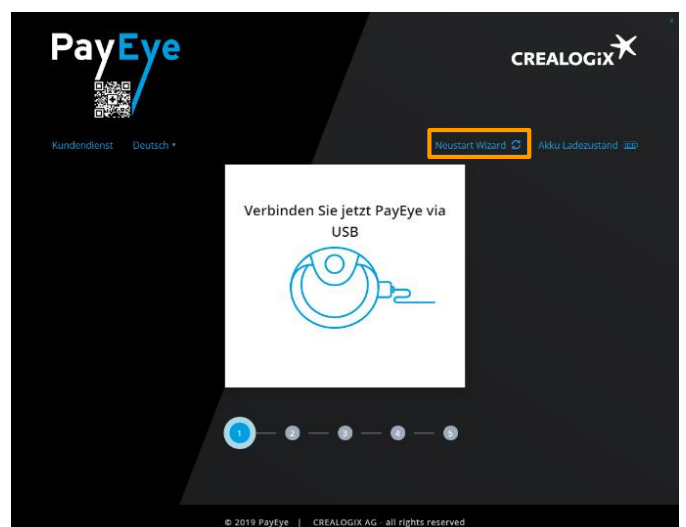 PayEye
CREALOGiX
Kundendienst Deutsch
Neustart Wizard Akku Ladezustand
Verbinden Sie jetzt PayEye via
USB
1 2 3 4 5
© 2019 PayEye | CREALOGIX AG - all rights reserved